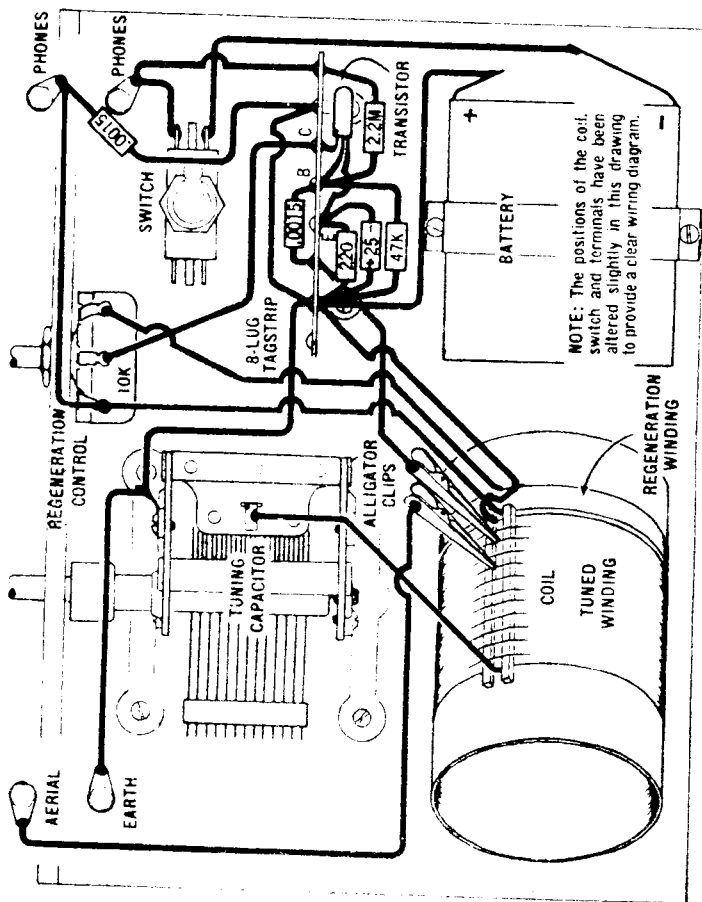 PHONES
PHONES
.0015
SWITCH
REGENERATION
CONTROL
10K
8-LUG
TAGSTRIP
.0015
C
B
E
2.2M
TRANSISTOR
220
+ 25 -
47K
+
-
BATTERY
NOTE: The positions of the coil,
switch and terminals have been
altered slightly in this drawing
to provide a clear wiring diagram.
TUNING
CAPACITOR
ALLIGATOR
CLIPS
AERIAL
EARTH
COIL
TUNED
WINDING
REGENERATION
WINDING